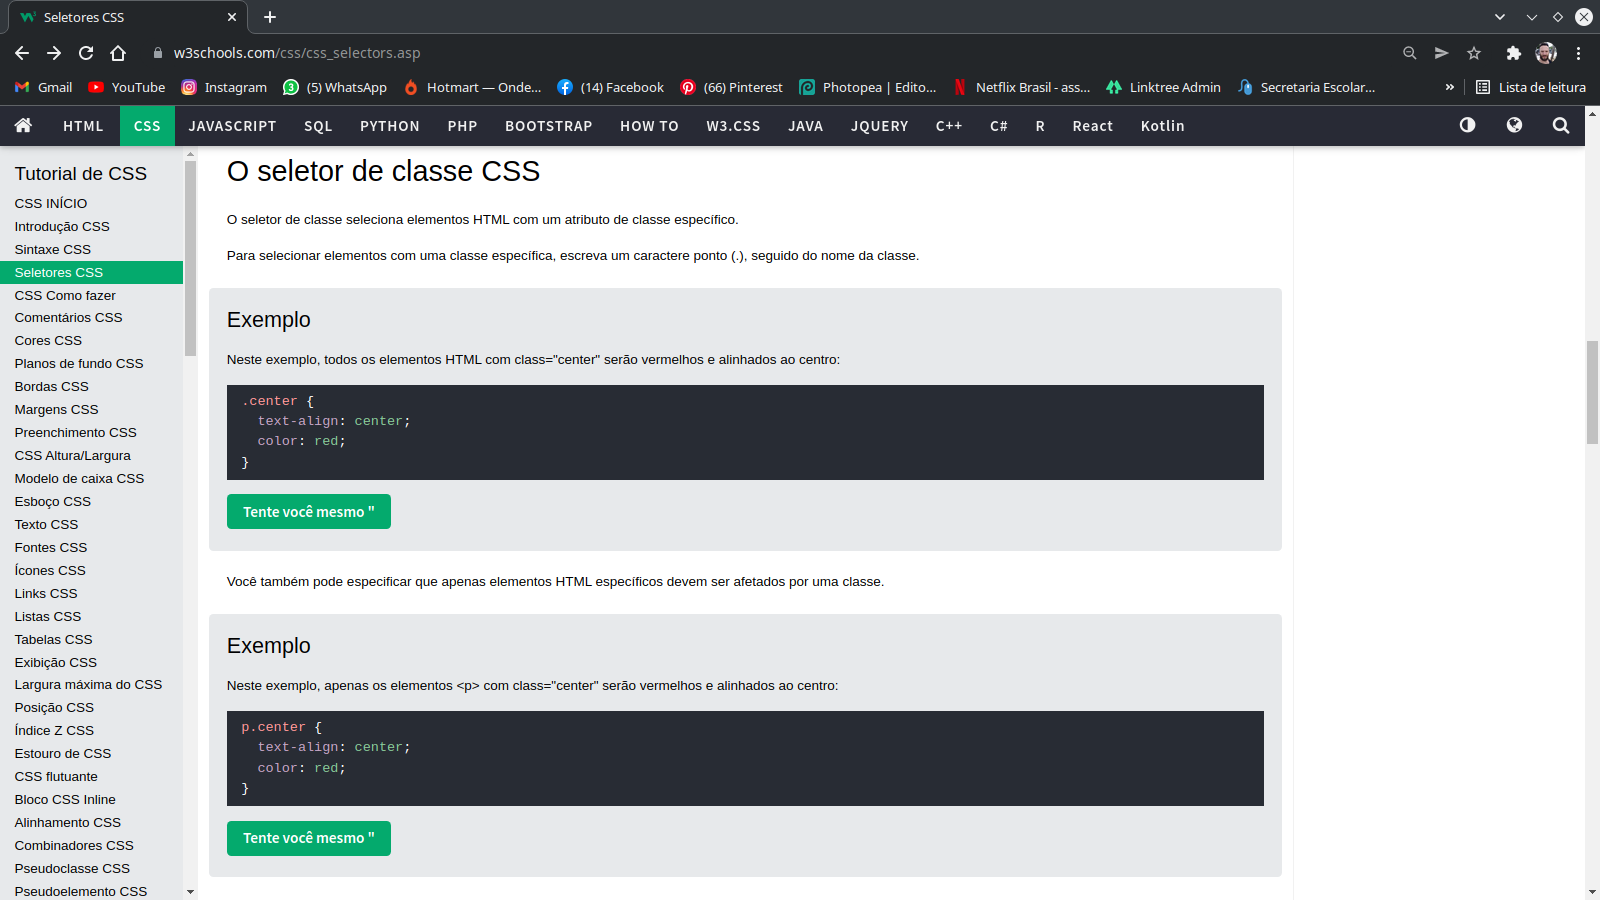 Seletores CSS
w3schools.com/css/css_selectors.asp
Gmail YouTube Instagram (5) WhatsApp Hotmart — Onde... (14) Facebook (66) Pinterest Photopea | Edito... Netflix Brasil - ass... Linktree Admin Secretaria Escolar... » Lista de leitura
HTML CSS JAVASCRIPT SQL PYTHON PHP BOOTSTRAP HOW TO W3.CSS JAVA JQUERY C++ C# R React Kotlin
Tutorial de CSS
CSS INÍCIO
Introdução CSS
Sintaxe CSS
Seletores CSS
CSS Como fazer
Comentários CSS
Cores CSS
Planos de fundo CSS
Bordas CSS
Margens CSS
Preenchimento CSS
CSS Altura/Largura
Modelo de caixa CSS
Esboço CSS
Texto CSS
Fontes CSS
Ícones CSS
Links CSS
Listas CSS
Tabelas CSS
Exibição CSS
Largura máxima do CSS
Posição CSS
Índice Z CSS
Estouro de CSS
CSS flutuante
Bloco CSS Inline
Alinhamento CSS
Combinadores CSS
Pseudoclasse CSS
Pseudoelemento CSS
O seletor de classe CSS
O seletor de classe seleciona elementos HTML com um atributo de classe específico.
Para selecionar elementos com uma classe específica, escreva um caractere ponto (.), seguido do nome da classe.
Exemplo
Neste exemplo, todos os elementos HTML com class="center" serão vermelhos e alinhados ao centro:
.center {
text-align: center;
color: red;
}
Tente você mesmo "
Você também pode especificar que apenas elementos HTML específicos devem ser afetados por uma classe.
Exemplo
Neste exemplo, apenas os elementos <p> com class="center" serão vermelhos e alinhados ao centro:
p.center {
text-align: center;
color: red;
}
Tente você mesmo "